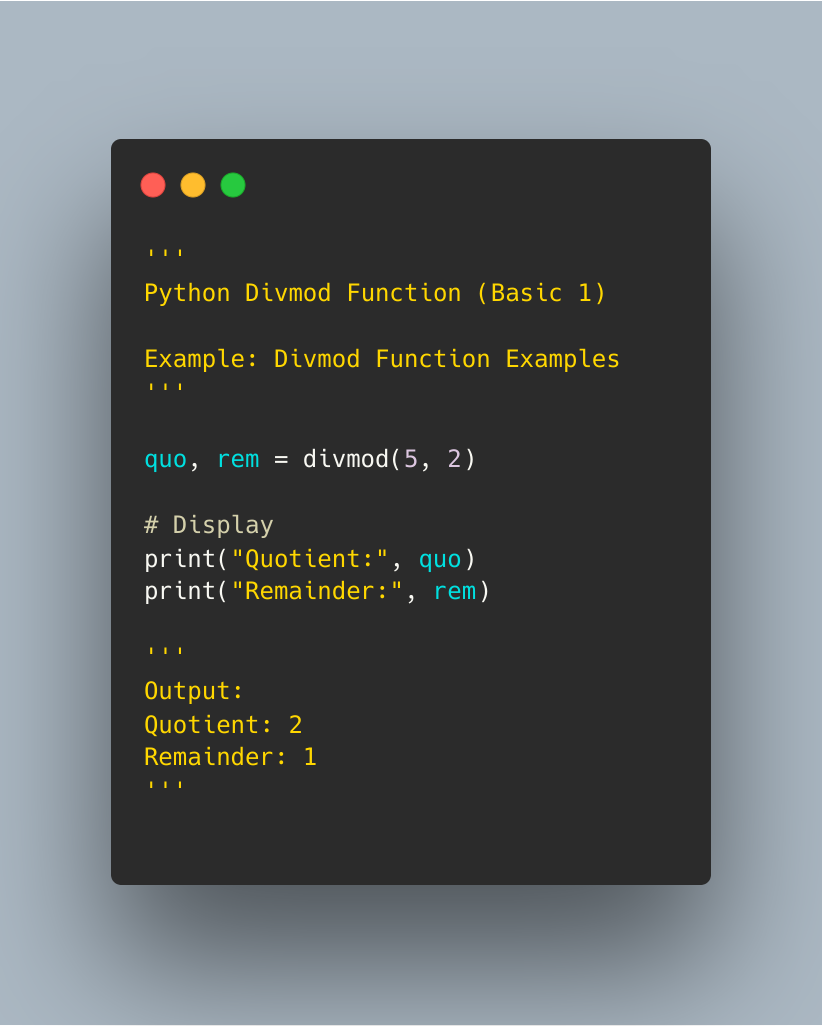 '''
Python Divmod Function (Basic 1)
Example: Divmod Function Examples
'''
quo, rem = divmod(5, 2)
# Display
print("Quotient:", quo)
print("Remainder:", rem)
'''
Output:
Quotient: 2
Remainder: 1
'''